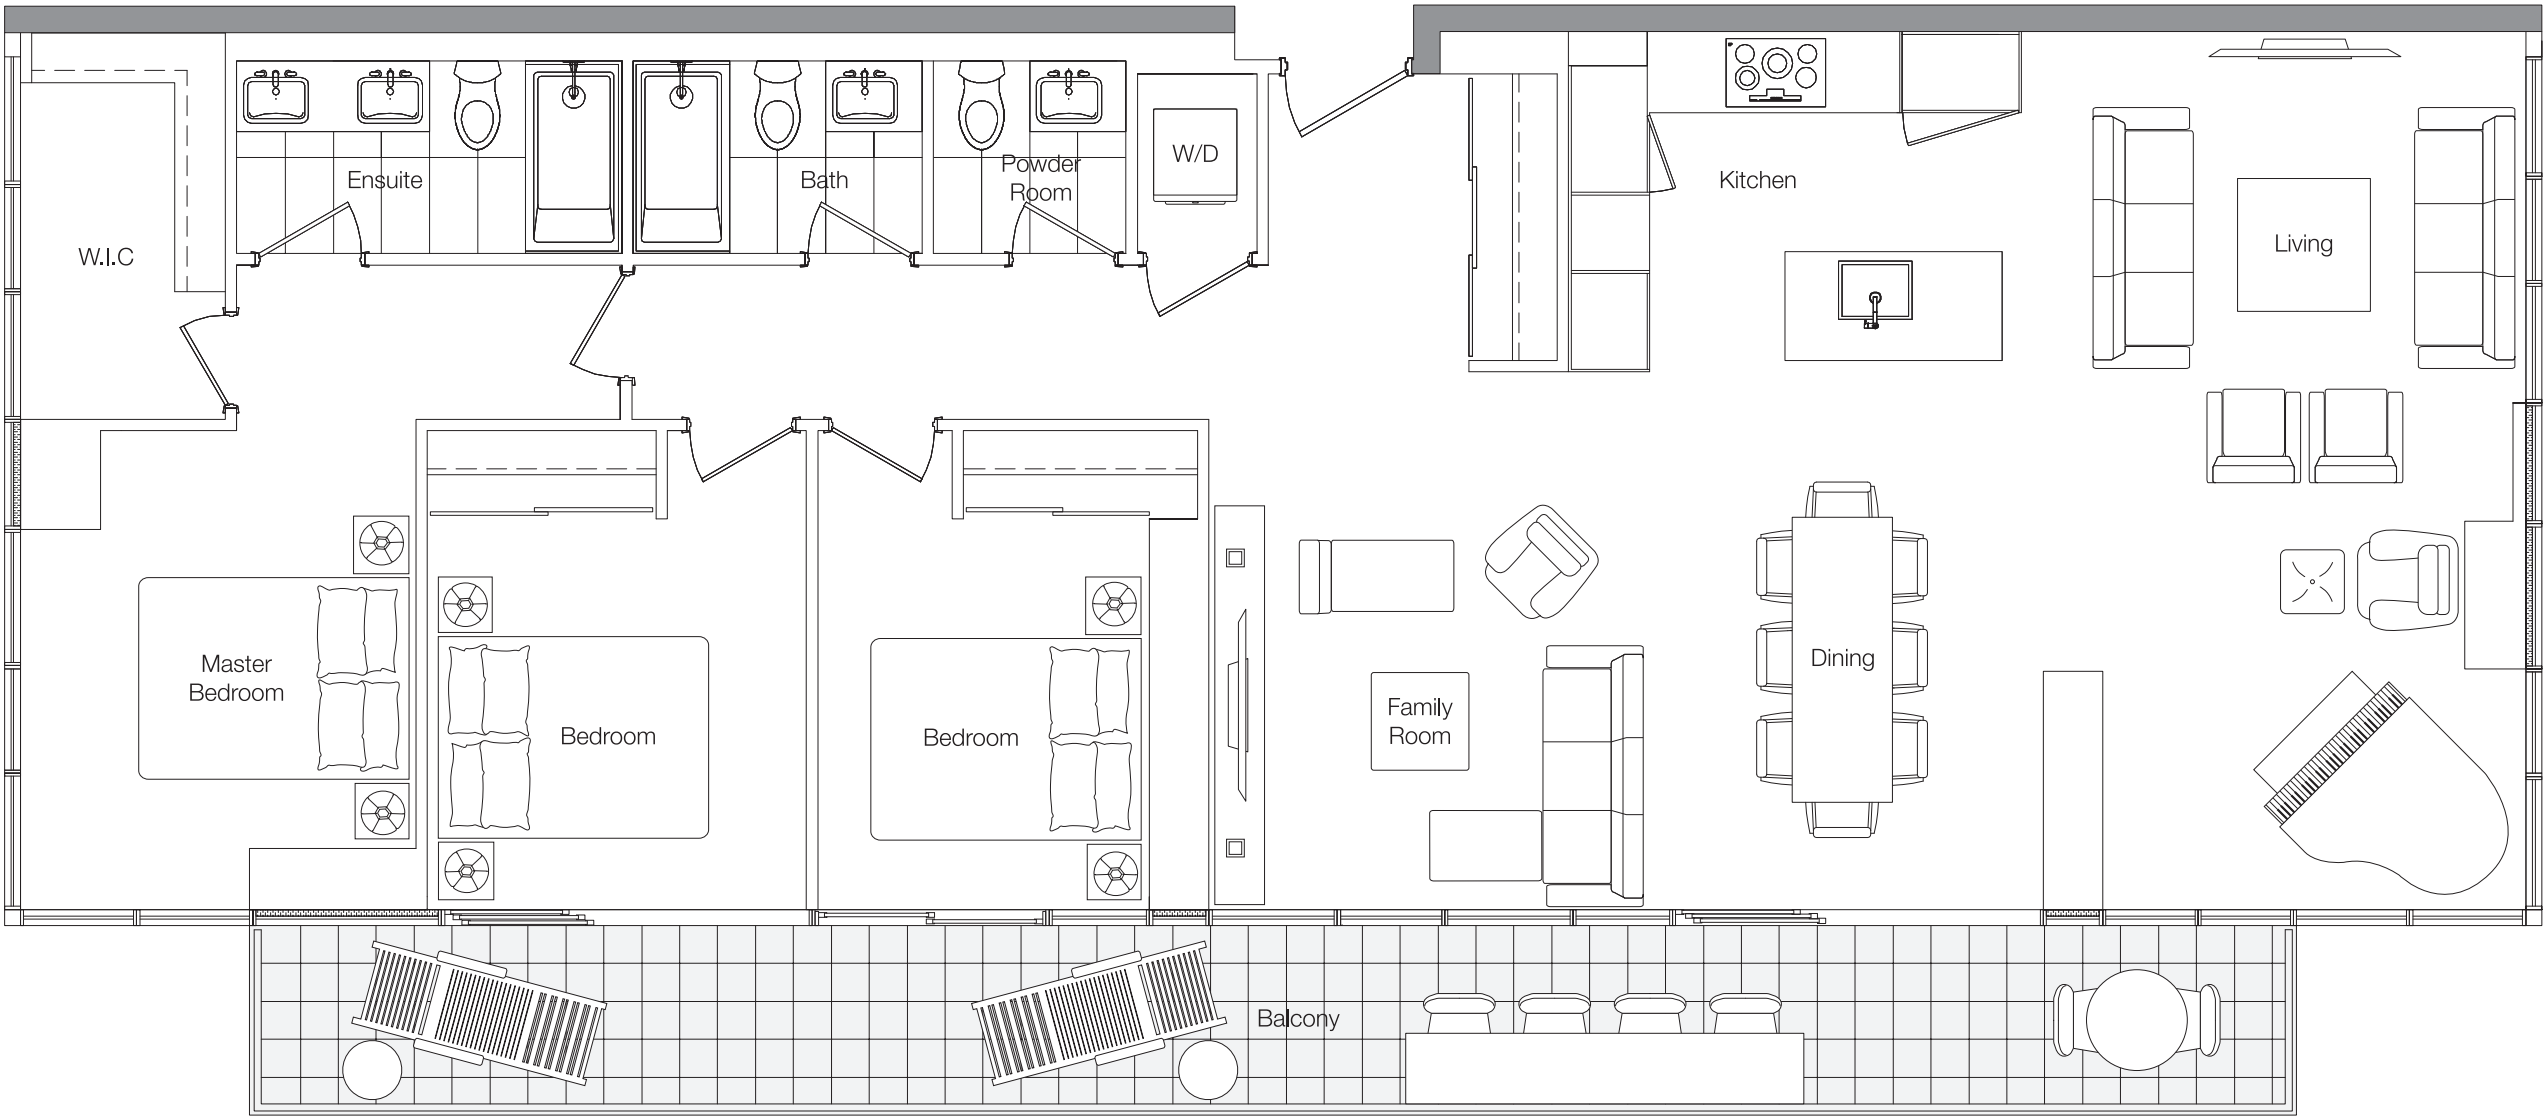 W.I.C
Ensuite
Bath
Powder
Room
W/D
Kitchen
Living
Master
Bedroom
Bedroom
Bedroom
Family
Room
Dining
Balcony